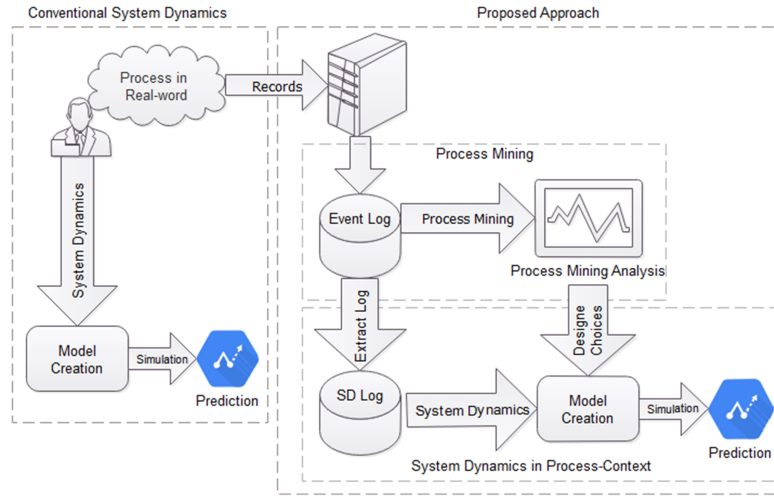 Conventional System Dynamics
Proposed Approach
Process in
Real-word
Records
Process Mining
System Dynamics
Event Log
Process Mining
Process Mining Analysis
Extract Log
Designe
Choices
Model
Creation
Simulation
Prediction
SD Log
System Dynamics
Model
Creation
Simulation
Prediction
System Dynamics in Process-Context